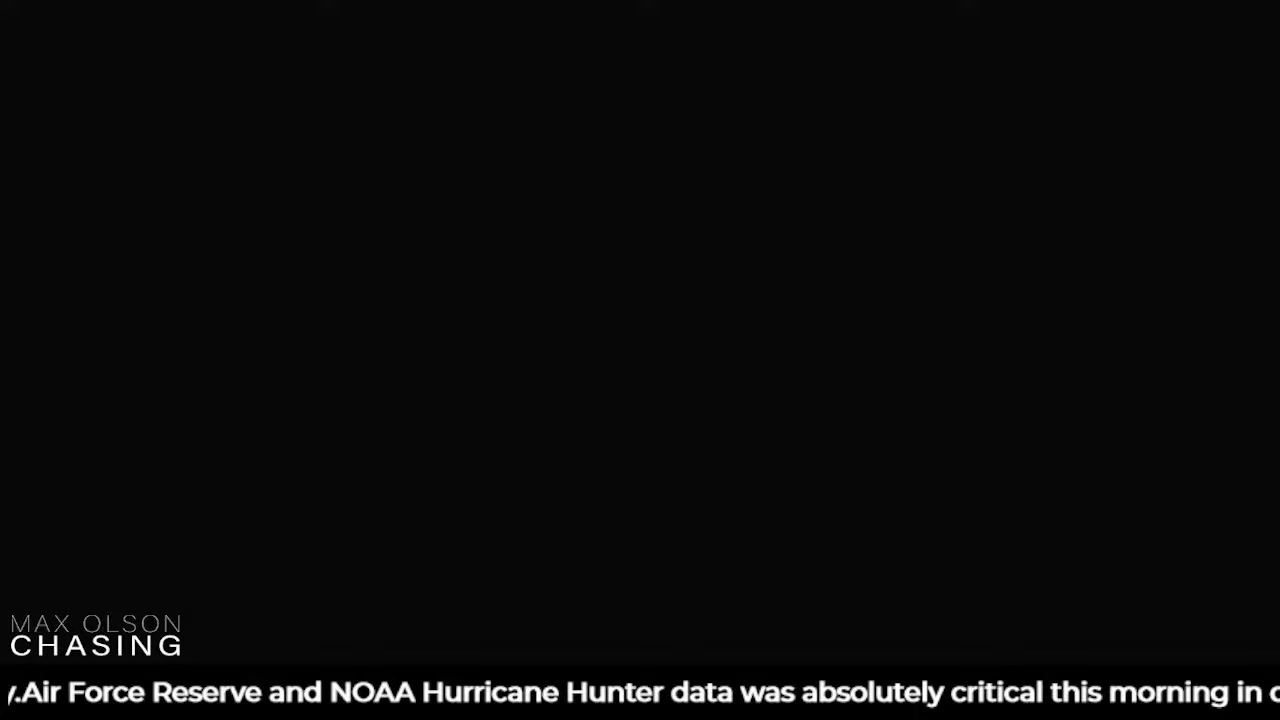 MAX OLSON
CHASING
.Air Force Reserve and NOAA Hurricane Hunter data was absolutely critical this morning in